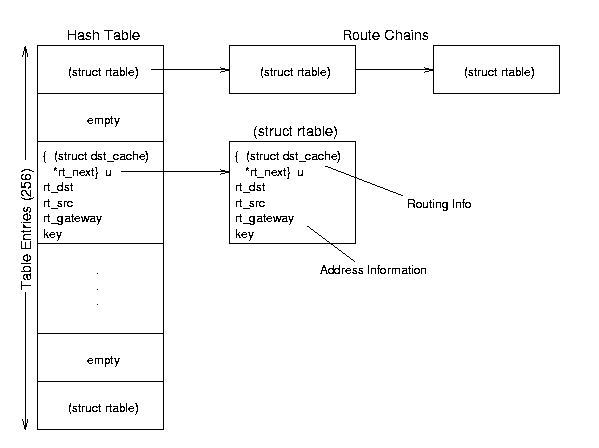 Hash Table
Route Chains
(struct rtable)
(struct rtable)
(struct rtable)
empty
(struct rtable)
{ (struct dst_cache)
*rt_next} u
rt_dst
rt_src
rt_gateway
key
{ (struct dst_cache)
*rt_next} u
rt_dst
rt_src
rt_gateway
key
Routing Info
Address Information
Table Entries (256)
.
.
.
empty
(struct rtable)